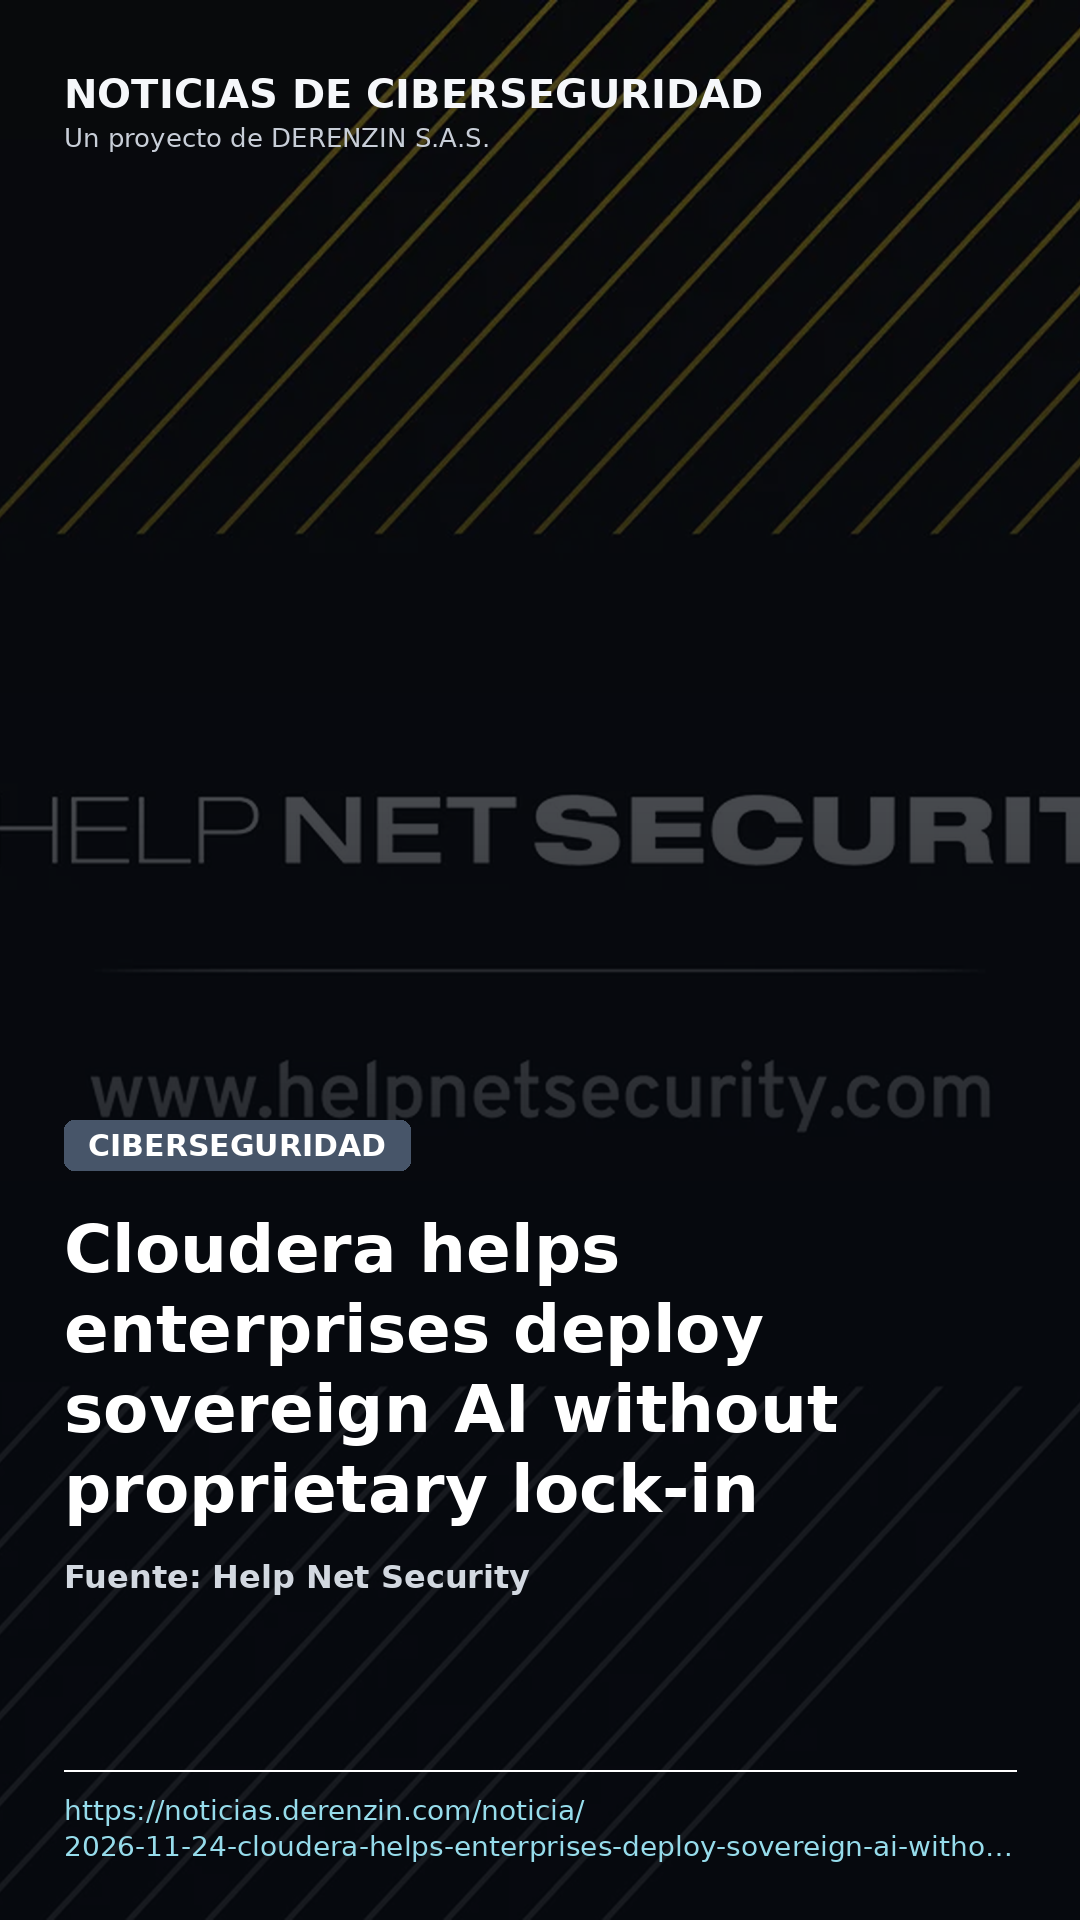 NOTICIAS DE CIBERSEGURIDAD
Un proyecto de DERENZIN S.A.S.
HELP NET SECURIT
www.helpnetsecurity.com
CIBERSEGURIDAD
Cloudera helps
enterprises deploy
sovereign AI without
proprietary lock-in
Fuente: Help Net Security
https://noticias.derenzin.com/noticia/
2026-11-24-cloudera-helps-enterprises-deploy-sovereign-ai-witho...